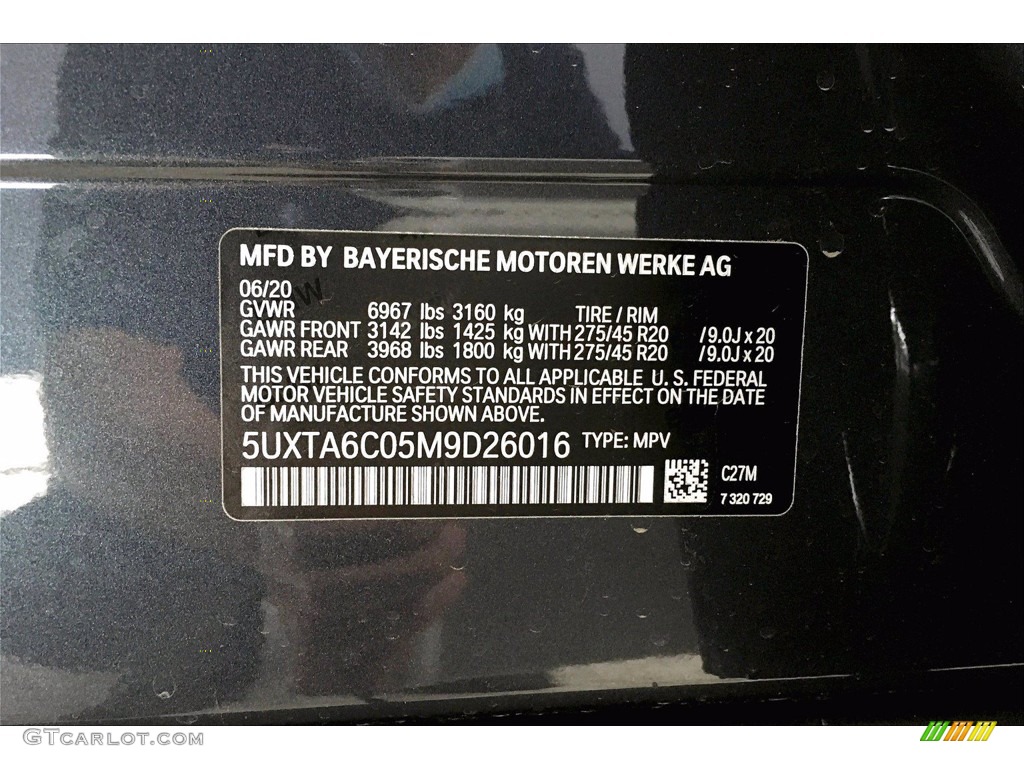 MFD BY BAYERISCHE MOTOREN WERKE AG
06/20
W
GVWR 6967 lbs 3160 kg TIRE / RIM
GAWR FRONT 3142 lbs 1425 kg WITH 275/45 R20 /9.0J x 20
GAWR REAR 3968 lbs 1800 kg WITH 275/45 R20 /9.0J x 20
THIS VEHICLE CONFORMS TO ALL APPLICABLE U. S. FEDERAL
MOTOR VEHICLE SAFETY STANDARDS IN EFFECT ON THE DATE
OF MANUFACTURE SHOWN ABOVE.
5UXTA6C05M9D26016 TYPE: MPV
C27M
7 320 729
GTCARLOT.COM